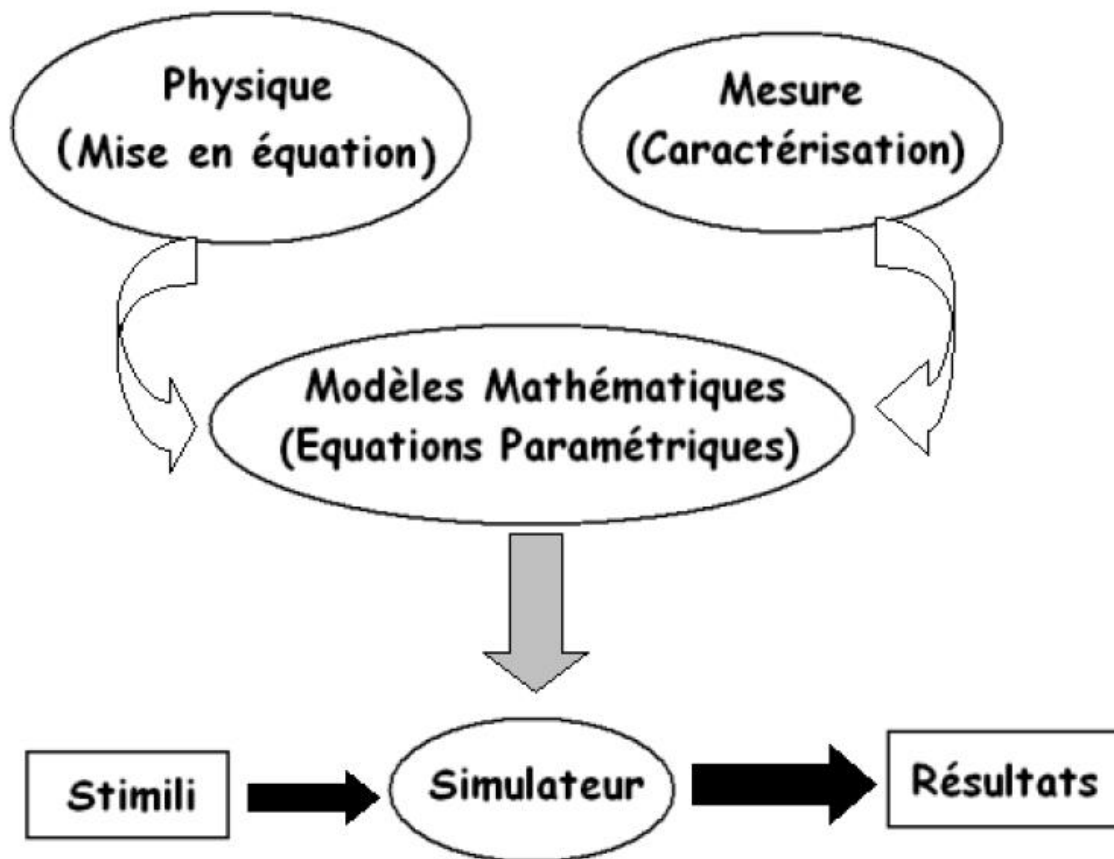 Physique
(Mise en équation)
Mesure
(Caractérisation)
Modèles Mathématiques
(Equations Paramétriques)
Stimili
Simulateur
Résultats